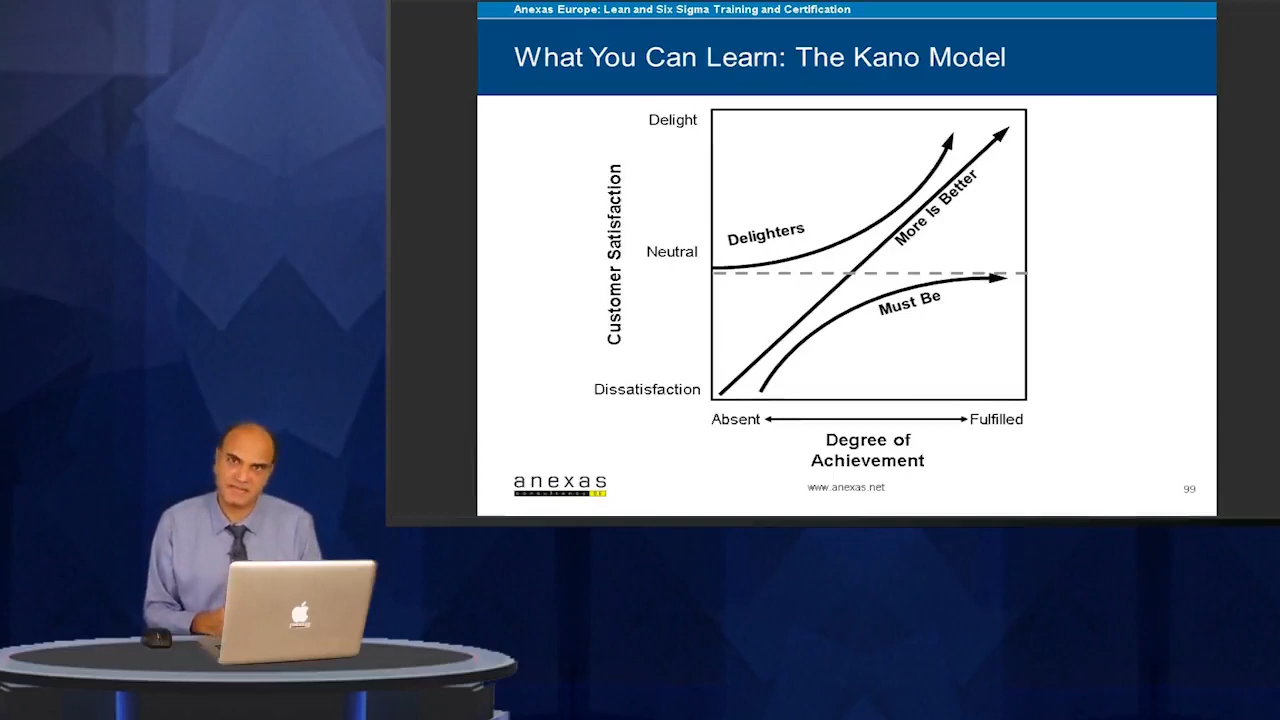 Anexas Europe: Lean and Six Sigma Training and Certification
What You Can Learn: The Kano Model
Delight
Customer Satisfaction
Delighters
More Is Better
Neutral
Must Be
Dissatisfaction
Absent
Fulfilled
Degree of
Achievement
anexas
consultancy
www.anexas.net
99